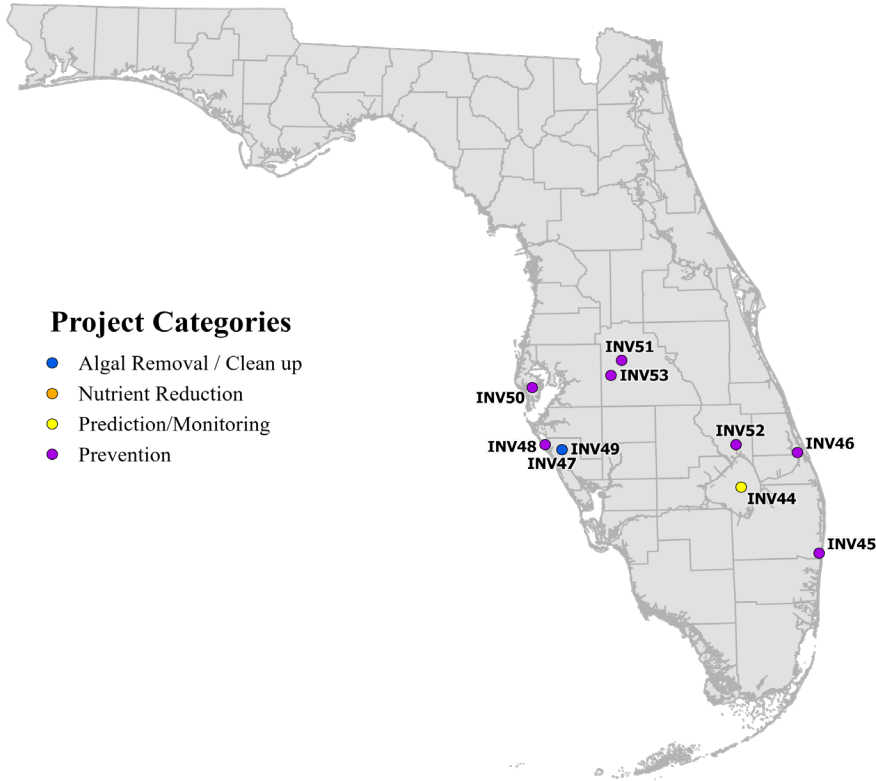 Project Categories
Algal Removal / Clean up
Nutrient Reduction
Prediction/Monitoring
Prevention
INV51
INV53
INV50
INV52
INV46
INV48
INV49
INV47
INV44
INV45